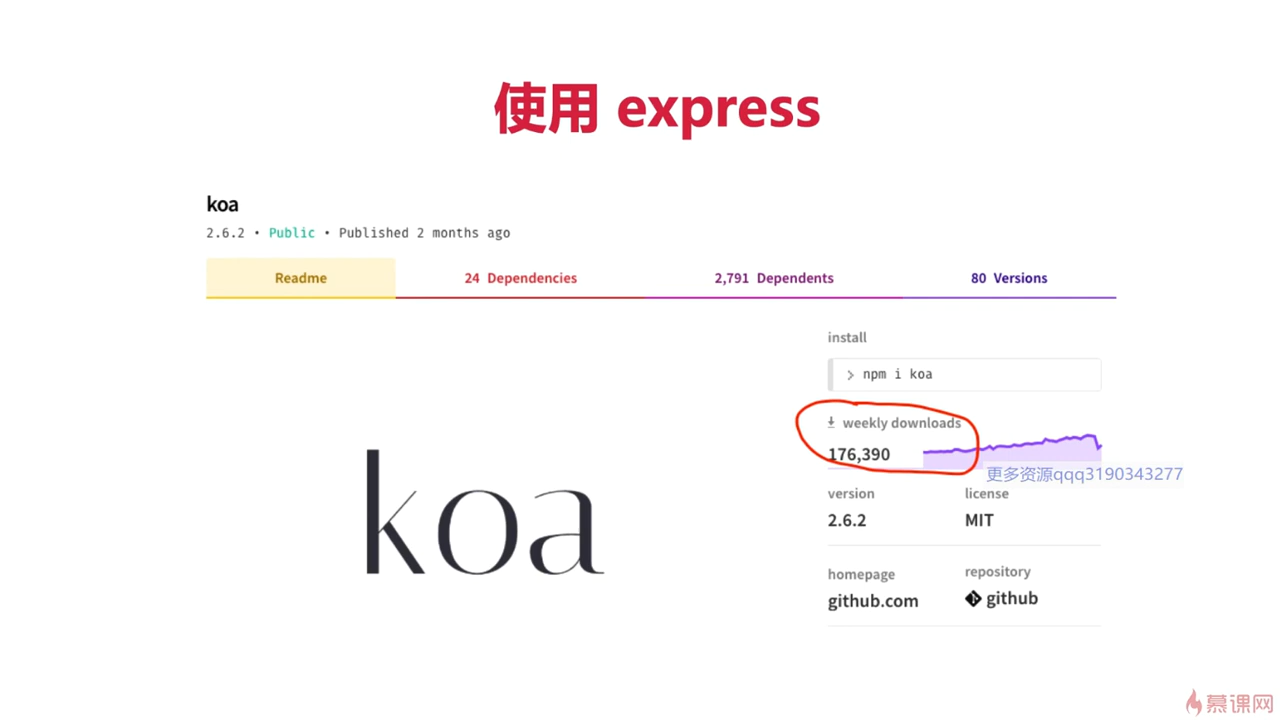 使用 express
koa
2.6.2 • Public • Published 2 months ago
Readme
24 Dependencies
2,791 Dependents
80 Versions
install
> npm i koa
weekly downloads
176,390
更多资源qqq3190343277
version
license
2.6.2
MIT
koa
homepage
repository
github.com
github
慕课网